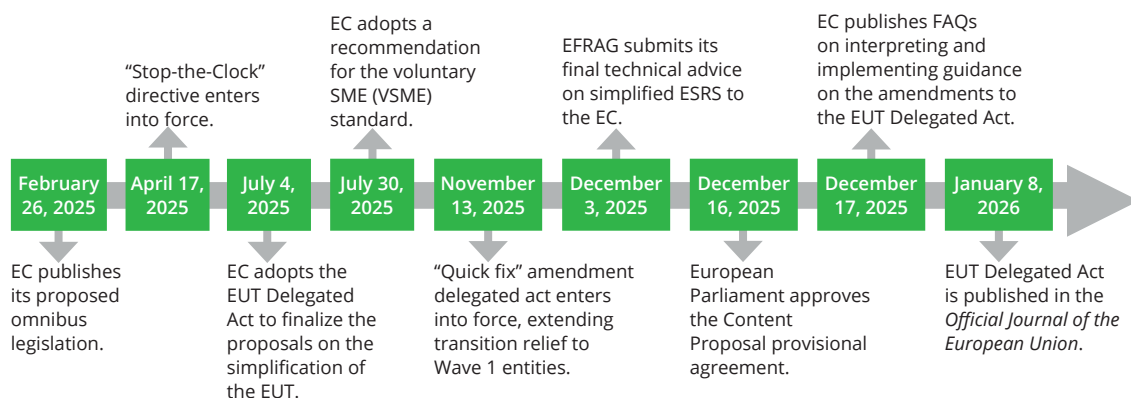 EC publishes FAQs
on interpreting and
implementing guidance
on the amendments to
the EUT Delegated Act.
EC adopts a
recommendation
for the voluntary
SME (VSME)
standard.
EFRAG submits its
final technical advice
on simplified ESRS to
the EC.
“Stop-the-Clock”
directive enters
into force.
February
26, 2025
April 17,
2025
July 4,
2025
July 30,
2025
November
13, 2025
December
3, 2025
December
16, 2025
December
17, 2025
January 8,
2026
EC publishes
its proposed
omnibus
legislation.
EC adopts the
EUT Delegated
Act to finalize the
proposals on the
simplification of
the EUT.
“Quick fix” amendment
delegated act enters
into force, extending
transition relief to
Wave 1 entities.
European
Parliament approves
the Content
Proposal provisional
agreement.
EUT Delegated Act
is published in the
Official Journal of the
European Union.